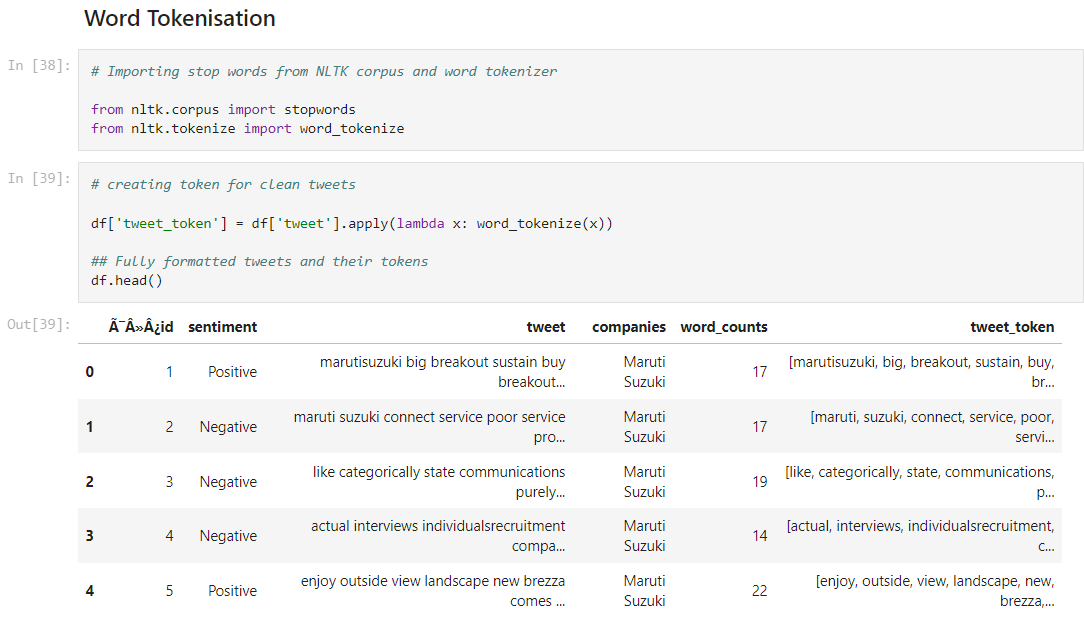 Word Tokenisation
In [38]:
# Importing stop words from NLTK corpus and word tokenizer
from nltk.corpus import stopwords
from nltk.tokenize import word_tokenize
In [39]:
# creating token for clean tweets
df['tweet_token'] = df['tweet'].apply(lambda x: word_tokenize(x))
## Fully formatted tweets and their tokens
df.head()
Out[39]:
Ã¯Â»Â¿id sentiment tweet companies word_counts tweet_token
0 1 Positive marutisuzuki big breakout sustain buy breakout... Maruti Suzuki 17 [marutisuzuki, big, breakout, sustain, buy, br...
1 2 Negative maruti suzuki connect service poor service pro... Maruti Suzuki 17 [maruti, suzuki, connect, service, poor, servi...
2 3 Negative like categorically state communications purely... Maruti Suzuki 19 [like, categorically, state, communications, p...
3 4 Negative actual interviews individualsrecruitment compa... Maruti Suzuki 14 [actual, interviews, individualsrecruitment, c...
4 5 Positive enjoy outside view landscape new brezza comes ... Maruti Suzuki 22 [enjoy, outside, view, landscape, new, brezza,...